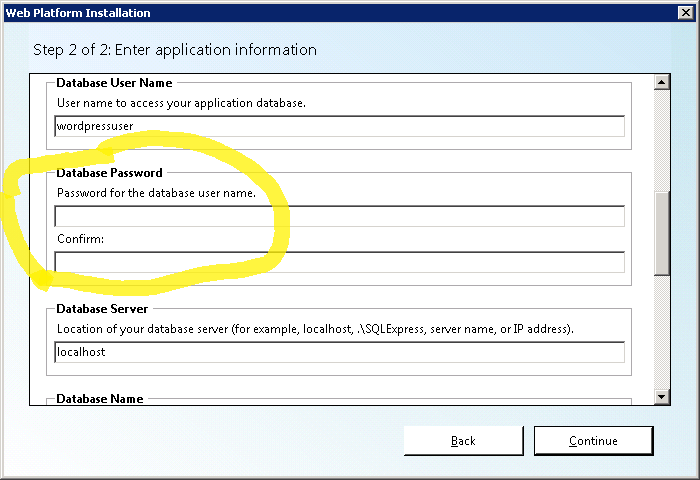 Web Platform Installation
Step 2 of 2: Enter application information
Database User Name
User name to access your application database.
wordpressuser
Database Password
Password for the database user name.
Confirm:
Database Server
Location of your database server (for example, localhost, .\SQLExpress, server name, or IP address).
localhost
Database Name
Back
Continue